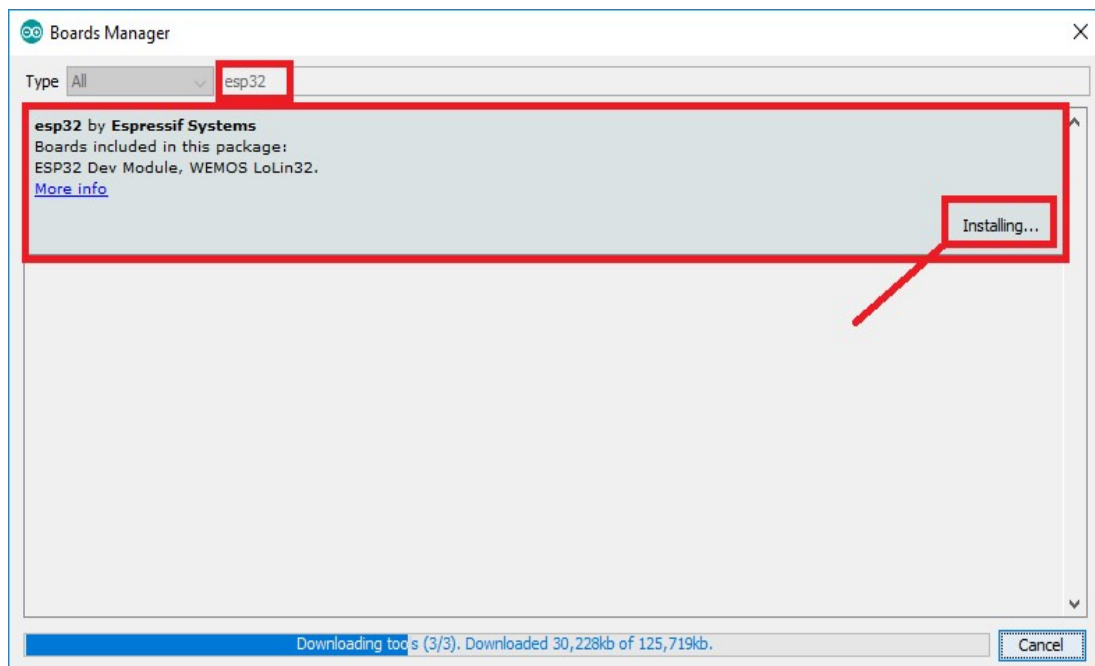 Boards Manager
Type All esp32
esp32 by Espressif Systems
Boards included in this package:
ESP32 Dev Module, WEMOS LoLin32.
More info
Installing...
Downloading tools (3/3). Downloaded 30,228kb of 125,719kb.
Cancel